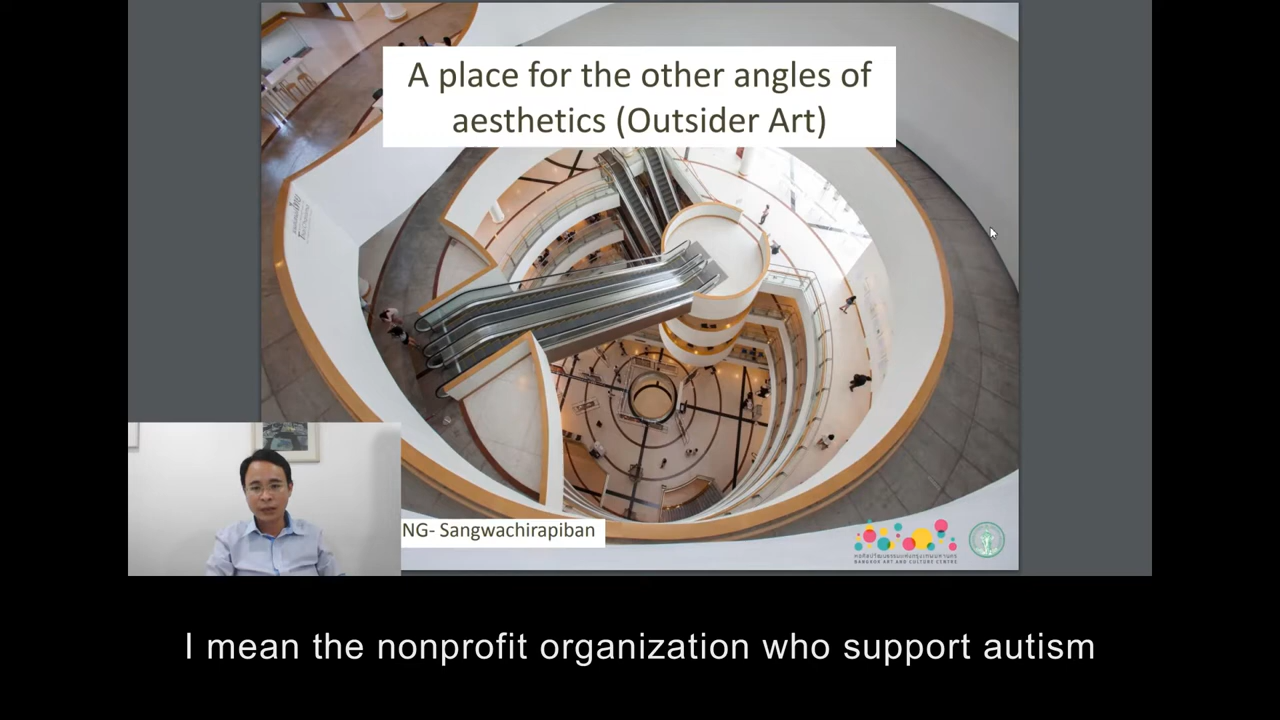 A place for the other angles of
aesthetics (Outsider Art)
NG- Sangwachirapiban
BANGKOK ART AND CULTURE CENTRE
I mean the nonprofit organization who support autism